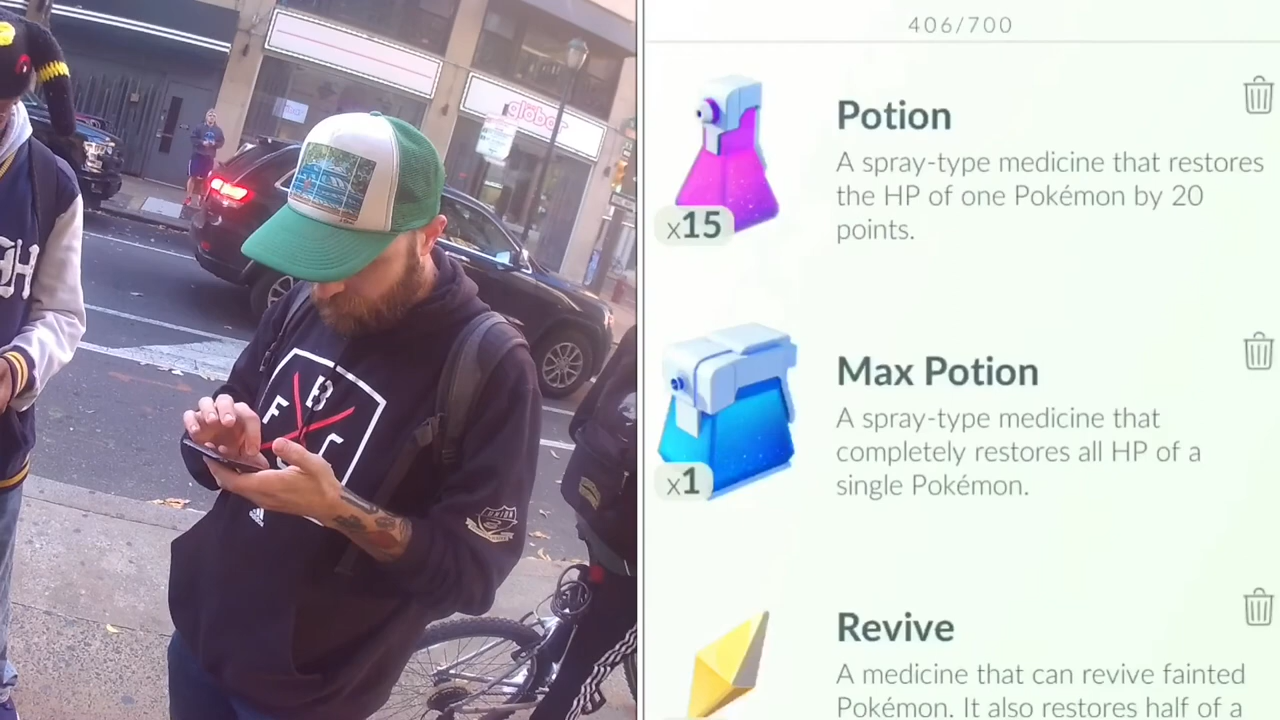 glöbar
H
F
B
C
adidas
406/700
Potion
A spray-type medicine that restores
the HP of one Pokémon by 20
points.
x15
Max Potion
A spray-type medicine that
completely restores all HP of a
single Pokémon.
x1
Revive
A medicine that can revive fainted
Pokémon. It also restores half of a